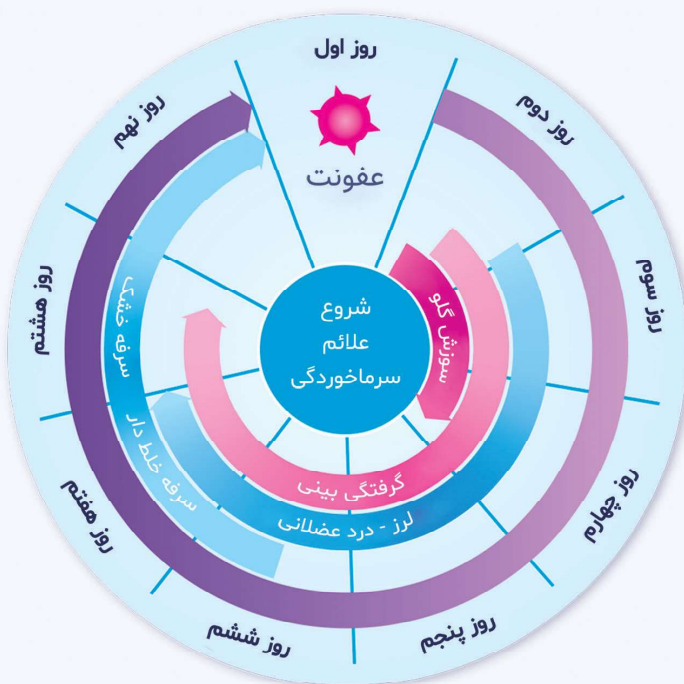 روز اول
عفونت
روز دوم
روز سوم
روز چهارم
روز پنجم
روز ششم
روز هفتم
روز هشتم
روز نهم
شروع
علائم
سرماخوردگی
سوزش گلو
گرفتگی بینی
لرز - درد عضلانی
سرفه خلط دار
سرفه خشک